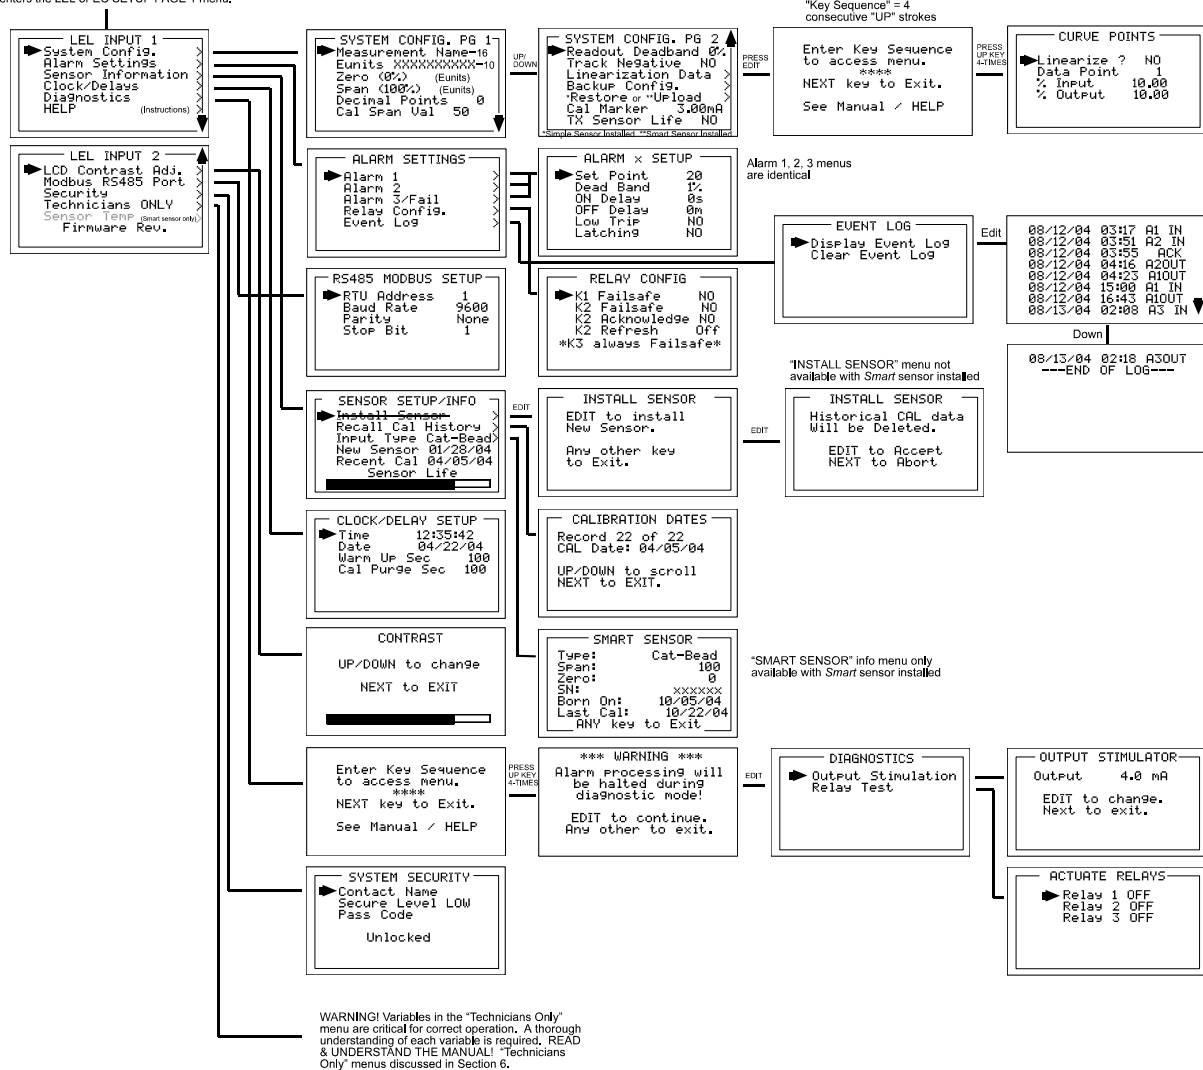 enters the LEL or EC SETUP PAGE 1 menu.
LEL INPUT 1
System Config. >
Alarm Settings >
Sensor Information >
Clock/Delays >
Diagnostics >
HELP (Instructions) >
LEL INPUT 2
LCD Contrast Adj. >
Modbus RS485 Port >
Security >
Technicians ONLY >
Sensor Temp (Smart sensor only)>
Firmware Rev.
SYSTEM CONFIG. PG 1
Measurement Name-16
Eunits XXXXXXXXXX-10
Zero (0%) (Eunits)
Span (100%) (Eunits)
Decimal Points 0
Cal Span Val 50
UP/
DOWN
SYSTEM CONFIG. PG 2
Readout Deadband 0%
Track Negative NO
Linearization Data >
Backup Config. >
*Restore or **Upload >
Cal Marker 3.00mA
TX Sensor Life NO
*Simple Sensor Installed **Smart Sensor Installed
PRESS
EDIT
"Key Sequence" = 4
consecutive "UP" strokes
Enter Key Sequence
to access menu.
****
NEXT key to Exit.
See Manual / HELP
PRESS
UP KEY
4-TIMES
CURVE POINTS
Linearize ? NO
Data Point 1
% Input 10.00
% Output 10.00
ALARM SETTINGS
Alarm 1 >
Alarm 2 >
Alarm 3/Fail >
Relay Config. >
Event Log >
ALARM x SETUP
Set Point 20
Dead Band 1%
ON Delay 0s
OFF Delay 0m
Low Trip NO
Latching NO
Alarm 1, 2, 3 menus
are identical
EVENT LOG
Display Event Log
Clear Event Log
Edit
08/12/04 03:17 A1 IN
08/12/04 03:51 A2 IN
08/12/04 03:55 ACK
08/12/04 04:16 A2OUT
08/12/04 04:23 A1OUT
08/12/04 15:00 A1 IN
08/12/04 16:43 A1OUT
08/13/04 02:08 A3 IN
Down
08/13/04 02:18 A3OUT
---END OF LOG---
RS485 MODBUS SETUP
RTU Address 1
Baud Rate 9600
Parity None
Stop Bit 1
RELAY CONFIG
K1 Failsafe NO
K2 Failsafe NO
K2 Acknowledge NO
K2 Refresh Off
*K3 always Failsafe*
SENSOR SETUP/INFO
Install Sensor >
Recall Cal History >
Input Type Cat-Bead>
New Sensor 01/28/04
Recent Cal 04/05/04
Sensor Life
EDIT
INSTALL SENSOR
EDIT to install
New Sensor.
Any other key
to Exit.
EDIT
"INSTALL SENSOR" menu not
available with Smart sensor installed
INSTALL SENSOR
Historical CAL data
Will be Deleted.
EDIT to Accept
NEXT to Abort
CLOCK/DELAY SETUP
Time 12:35:42
Date 04/22/04
Warm Up Sec 100
Cal Purge Sec 100
CALIBRATION DATES
Record 22 of 22
CAL Date: 04/05/04
UP/DOWN to scroll
NEXT to EXIT.
CONTRAST
UP/DOWN to change
NEXT to EXIT
SMART SENSOR
Type: Cat-Bead
Span: 100
Zero: 0
SN: xxxxxx
Born On: 10/05/04
Last Cal: 10/22/04
ANY key to Exit
"SMART SENSOR" info menu only
available with Smart sensor installed
Enter Key Sequence
to access menu.
****
NEXT key to Exit.
See Manual / HELP
PRESS
UP KEY
4-TIMES
*** WARNING ***
Alarm processing will
be halted during
diagnostic mode!
EDIT to continue.
Any other to exit.
EDIT
DIAGNOSTICS
Output Stimulation
Relay Test
OUTPUT STIMULATOR
Output 4.0 mA
EDIT to change.
Next to exit.
SYSTEM SECURITY
Contact Name
Secure Level LOW
Pass Code
Unlocked
ACTUATE RELAYS
Relay 1 OFF
Relay 2 OFF
Relay 3 OFF
WARNING! Variables in the "Technicians Only"
menu are critical for correct operation. A thorough
understanding of each variable is required. READ
& UNDERSTAND THE MANUAL! "Technicians
Only" menus discussed in Section 6.